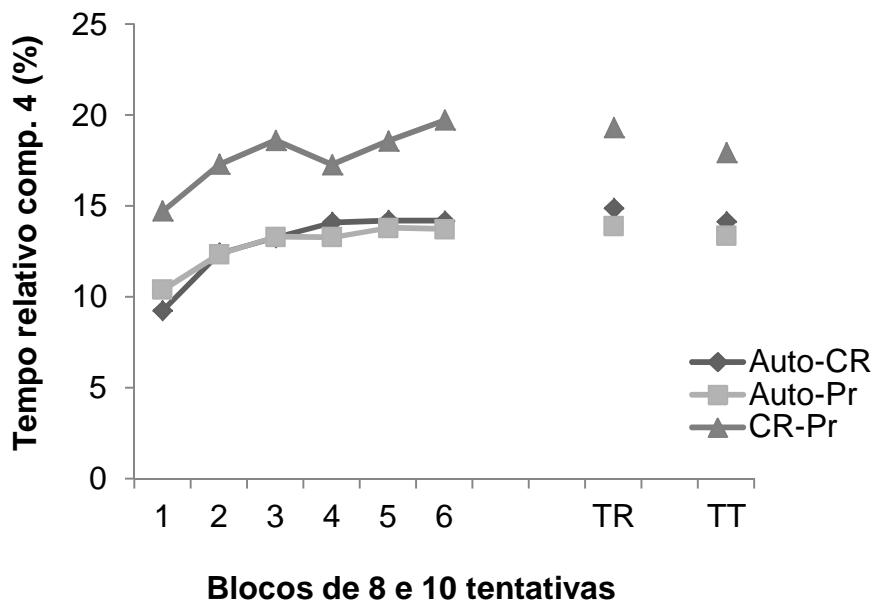 Tempo relativo comp. 4 (%)
25
20
15
10
5
0
1 2 3 4 5 6 TR TT
Auto-CR
Auto-Pr
CR-Pr
Blocos de 8 e 10 tentativas